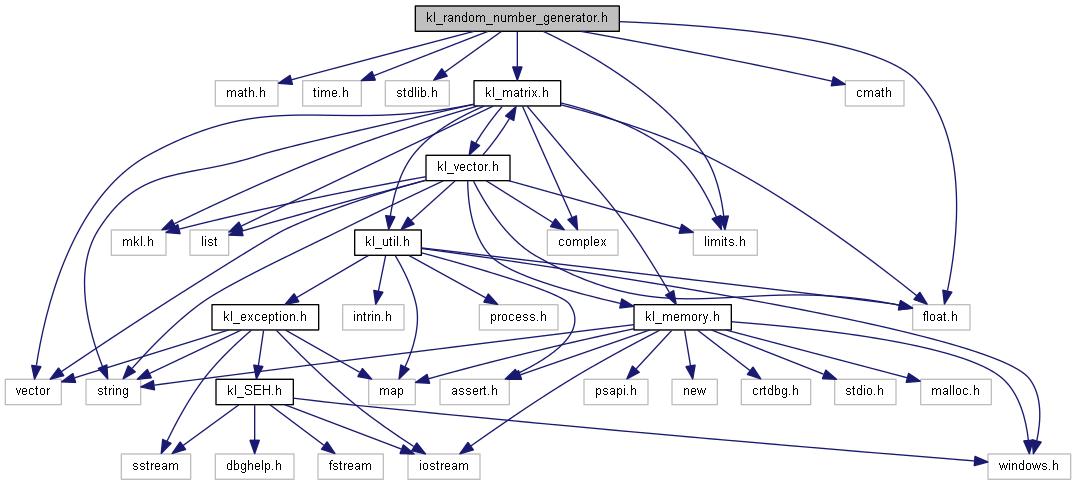 kl_random_number_generator.h
math.h
time.h
stdlib.h
kl_matrix.h
cmath
kl_vector.h
mkl.h
list
kl_util.h
complex
limits.h
kl_exception.h
intrin.h
process.h
kl_memory.h
float.h
vector
string
kl_SEH.h
map
assert.h
psapi.h
new
crtdbg.h
stdio.h
malloc.h
sstream
dbghelp.h
fstream
iostream
windows.h